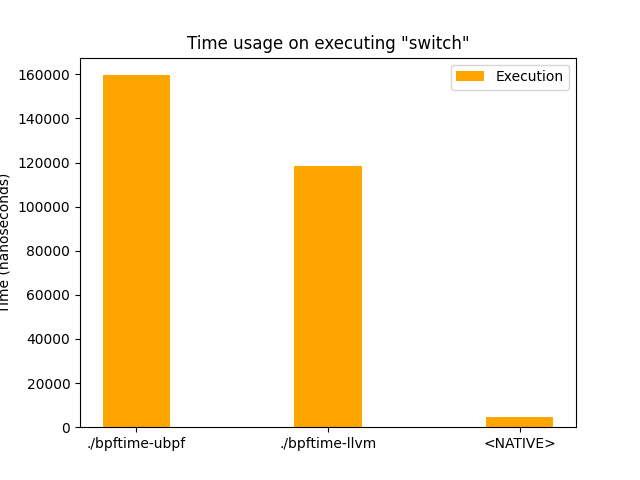 Time usage on executing "switch"
Execution
160000
140000
120000
100000
80000
60000
40000
20000
0
Time (nanoseconds)
./bpftime-ubpf
./bpftime-llvm
<NATIVE>